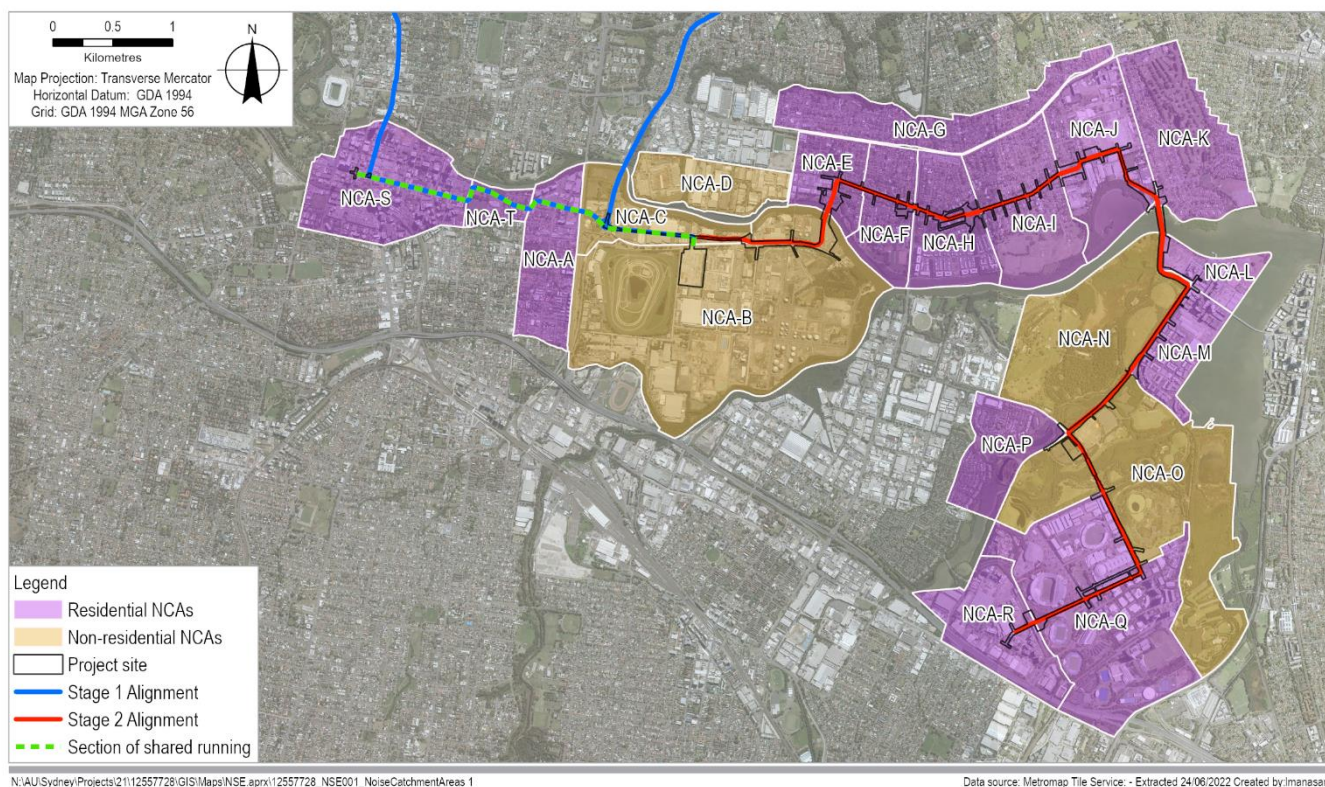 0 0.5 1
Kilometres
N
Map Projection: Transverse Mercator
Horizontal Datum: GDA 1994
Grid: GDA 1994 MGA Zone 56
NCA-J
NCA-G
NCA-K
NCA-E
NCA-D
NCA-S
NCA-T
NCA-C
NCA-I
NCA-F
NCA-H
NCA-A
NCA-L
NCA-B
NCA-N
NCA-M
NCA-P
NCA-O
NCA-R
NCA-Q
Legend
Residential NCAs
Non-residential NCAs
Project site
Stage 1 Alignment
Stage 2 Alignment
Section of shared running
N:\AU\Sydney\Projects\21\12557728\GIS\Maps\NSE.aprx\12557728_NSE001_NoiseCatchmentAreas 1
Data source: Metromap Tile Service: - Extracted 24/06/2022 Created by: